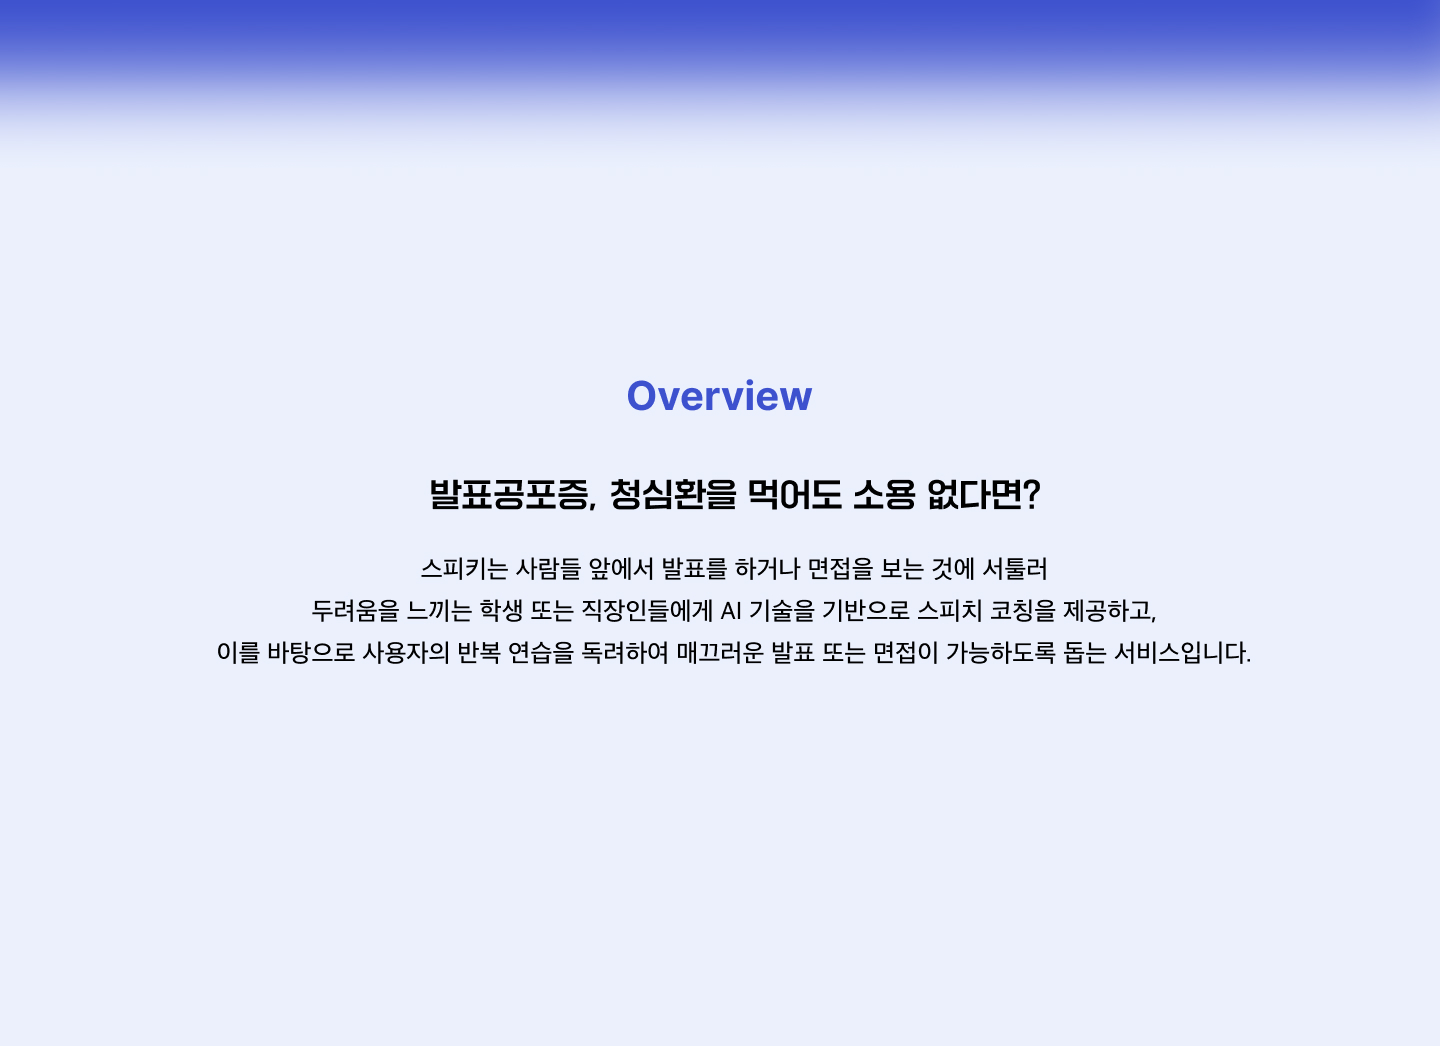 Overview
발표공포증, 청심환을 먹어도 소용 없다면?
스피키는 사람들 앞에서 발표를 하거나 면접을 보는 것에 서툴러
두려움을 느끼는 학생 또는 직장인들에게 AI 기술을 기반으로 스피치 코칭을 제공하고,
이를 바탕으로 사용자의 반복 연습을 독려하여 매끄러운 발표 또는 면접이 가능하도록 돕는 서비스입니다.